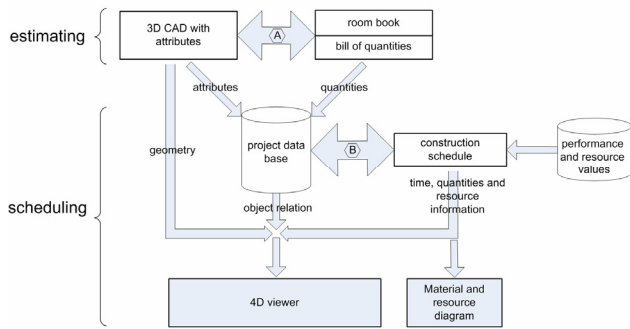 estimating
3D CAD with
attributes
A
room book
bill of quantities
attributes
quantities
geometry
project data
base
B
construction
schedule
performance
and resource
values
scheduling
object relation
time, quantities and
resource
information
4D viewer
Material and
resource
diagram